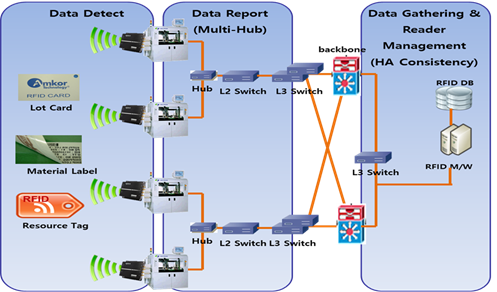 Data Detect
Data Report
(Multi-Hub)
Data Gathering &
Reader
Management
(HA Consistency)
backbone
RFID DB
Amkor
Technology
RFID CARD
Lot Card
Hub
L2 Switch
L3 Switch
L3 Switch
RFID M/W
Material Label
RFID
Resource Tag
Hub
L2 Switch
L3 Switch